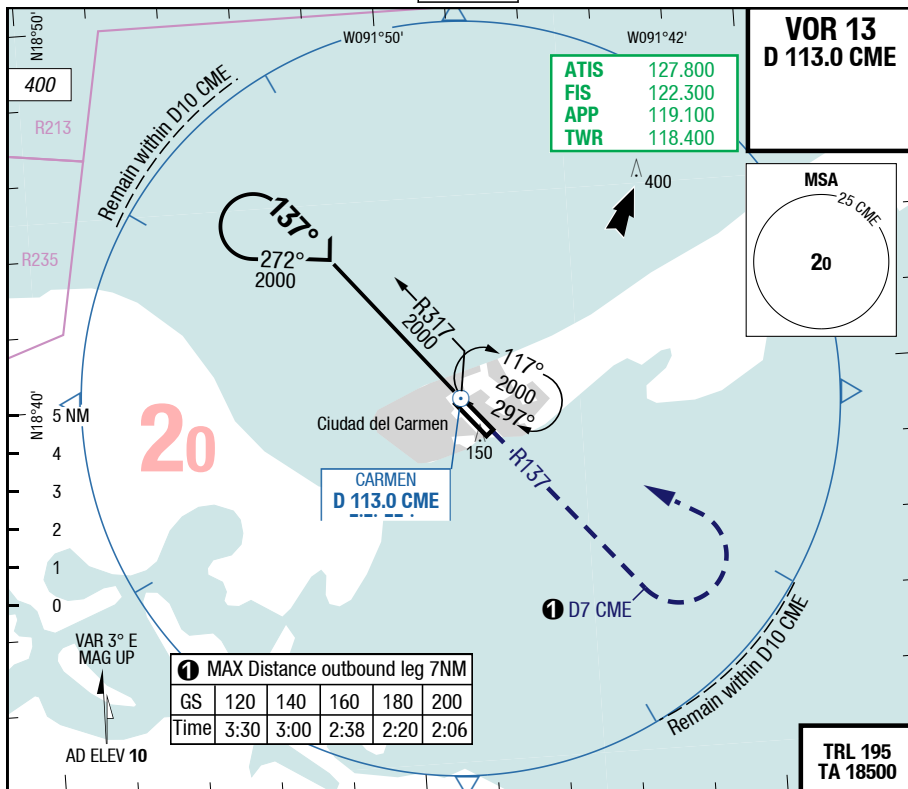 N18°50'
W091°50'
W091°42'
VOR 13
D 113.0 CME
400
ATIS 127.800
FIS 122.300
APP 119.100
TWR 118.400
R213
Remain within D10 CME
400
MSA
25 CME
20
137°
R235
272°
2000
R317
2000
117°
2000
297°
N18°40'
5 NM
4
3
2
1
0
20
Ciudad del Carmen
150
R137
CARMEN
D 113.0 CME
1 D7 CME
Remain within D10 CME
VAR 3° E
MAG UP
AD ELEV 10
1 MAX Distance outbound leg 7NM
GS 120 140 160 180 200
Time 3:30 3:00 2:38 2:20 2:06
TRL 195
TA 18500